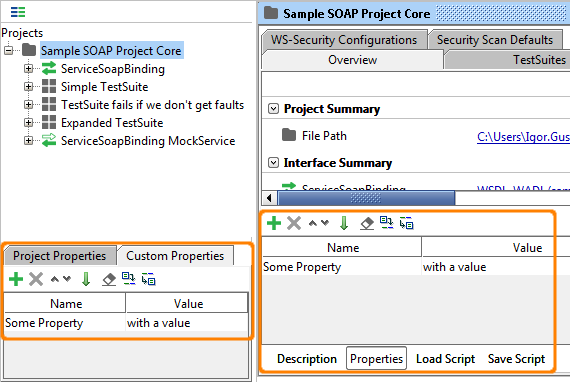 Projects
Sample SOAP Project Core
ServiceSoapBinding
Simple TestSuite
TestSuite fails if we don't get faults
Expanded TestSuite
ServiceSoapBinding MockService
Project Properties Custom Properties
Name Value
Some Property with a value
Sample SOAP Project Core
WS-Security Configurations Security Scan Defaults
Overview TestSuites
Project Summary
File Path C:\Users\Igor.Gus
Interface Summary
ServiceSoapBinding WSDL, WADL
Name Value
Some Property with a value
Description Properties Load Script Save Script